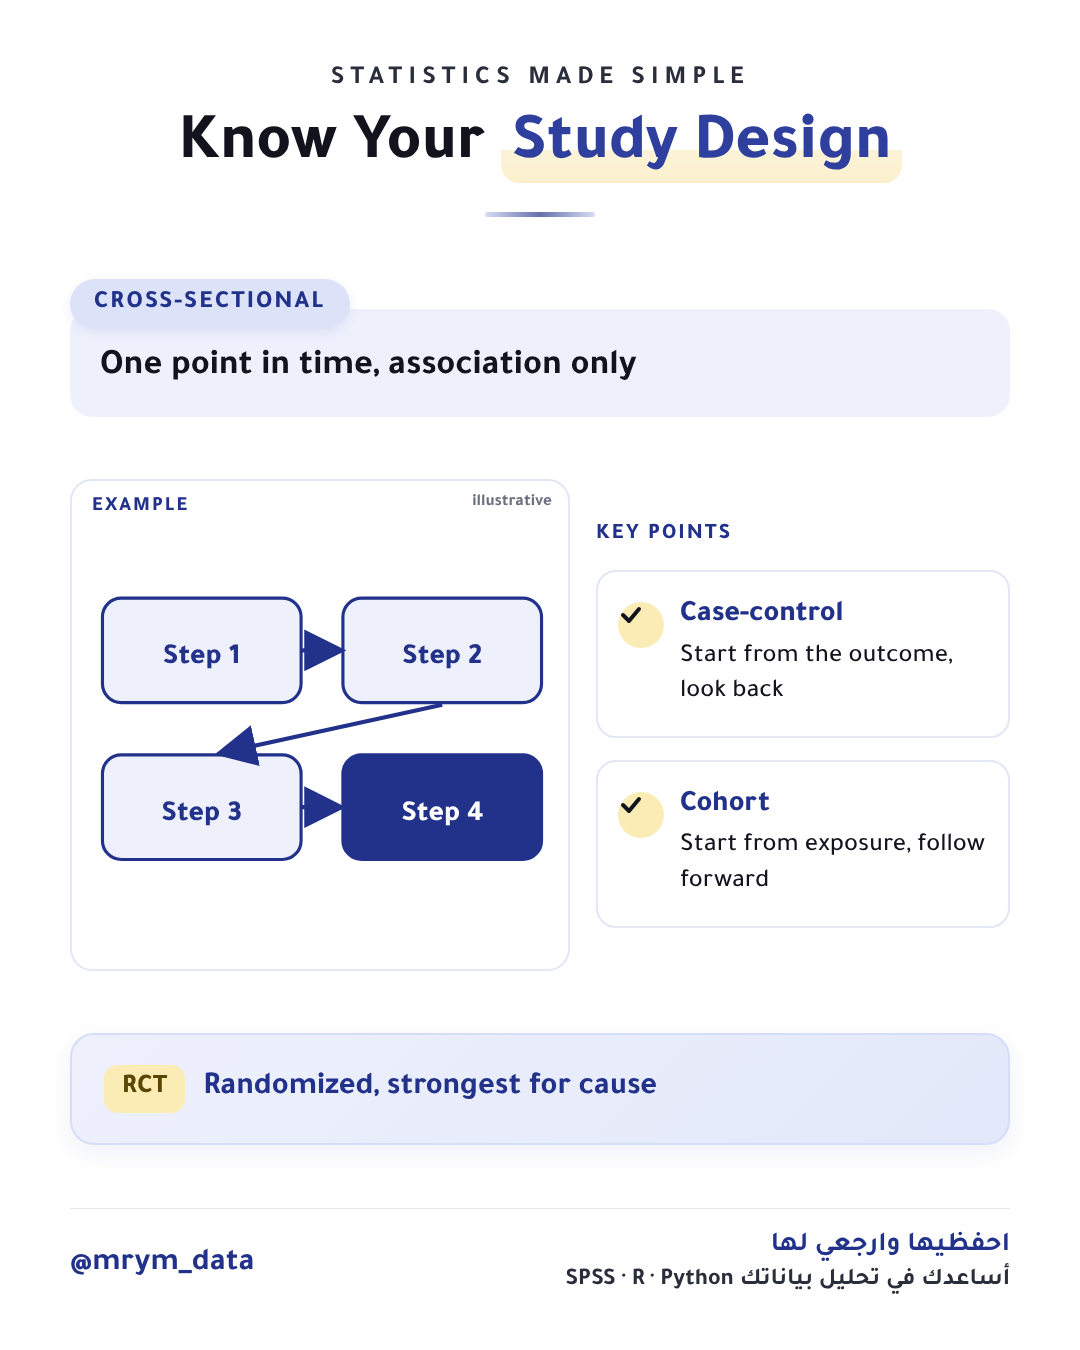 STATISTICS MADE SIMPLE
Know Your Study Design
CROSS-SECTIONAL
One point in time, association only
EXAMPLE
illustrative
Step 1
Step 2
Step 3
Step 4
KEY POINTS
Case-control
Start from the outcome,
look back
Cohort
Start from exposure, follow
forward
RCT
Randomized, strongest for cause
@mrym_data
احفظيها وارجعي لها
أساعدك في تحليل بياناتك SPSS · R · Python